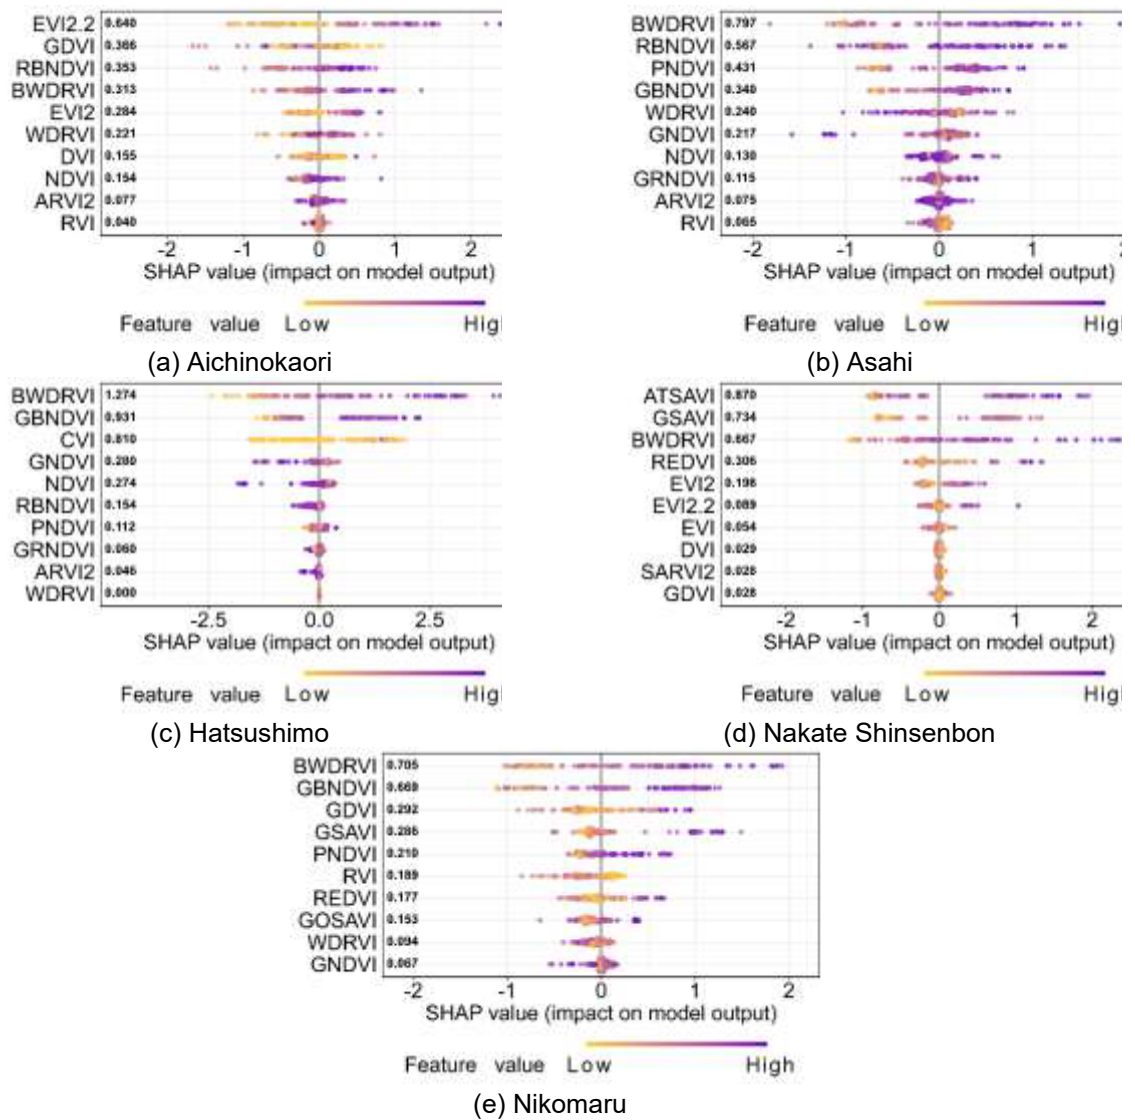 EVI2.2 0.640
GDVI 0.366
RBNDVI 0.353
BWDRVI 0.313
EVI2 0.284
WDRVI 0.221
DVI 0.155
NDVI 0.154
ARVI2 0.077
RVI 0.040
-2 -1 0 1 2
SHAP value (impact on model output)
Feature value Low High
(a) Aichinokaori
BWDRVI 0.797
RBNDVI 0.567
PNDVI 0.431
GBNDVI 0.340
WDRVI 0.240
GNDVI 0.217
NDVI 0.130
GRNDVI 0.115
ARVI2 0.075
RVI 0.065
-2 -1 0 1 2
SHAP value (impact on model output)
Feature value Low High
(b) Asahi
BWDRVI 1.274
GBNDVI 0.931
CVI 0.810
GNDVI 0.280
NDVI 0.274
RBNDVI 0.154
PNDVI 0.112
GRNDVI 0.060
ARVI2 0.046
WDRVI 0.000
-2.5 0.0 2.5
SHAP value (impact on model output)
Feature value Low High
(c) Hatsushimo
ATSAVI 0.870
GSAVI 0.734
BWDRVI 0.667
REDVI 0.306
EVI2 0.198
EVI2.2 0.089
EVI 0.054
DVI 0.029
SARVI2 0.028
GDVI 0.028
-2 -1 0 1 2
SHAP value (impact on model output)
Feature value Low High
(d) Nakate Shinsenbon
BWDRVI 0.705
GBNDVI 0.669
GDVI 0.292
GSAVI 0.286
PNDVI 0.210
RVI 0.189
REDVI 0.177
GOSAVI 0.153
WDRVI 0.094
GNDVI 0.067
-2 -1 0 1 2
SHAP value (impact on model output)
Feature value Low High
(e) Nikomaru